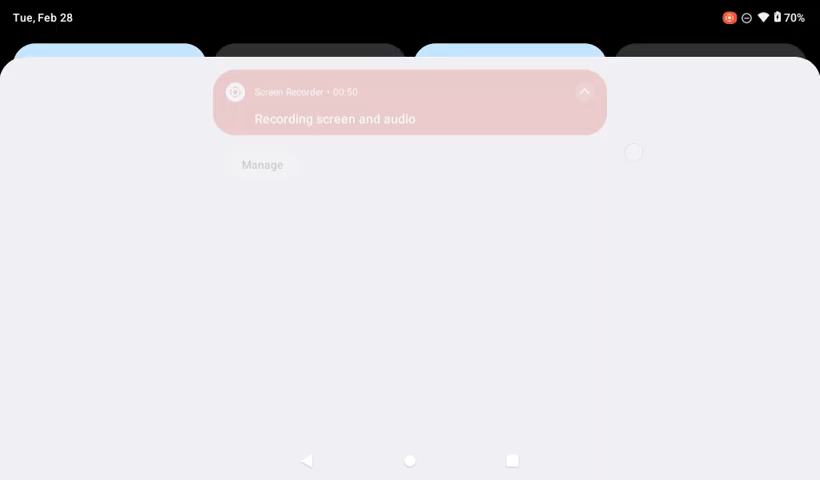 Tue, Feb 28
70%
Screen Recorder • 00:50
Recording screen and audio
Manage